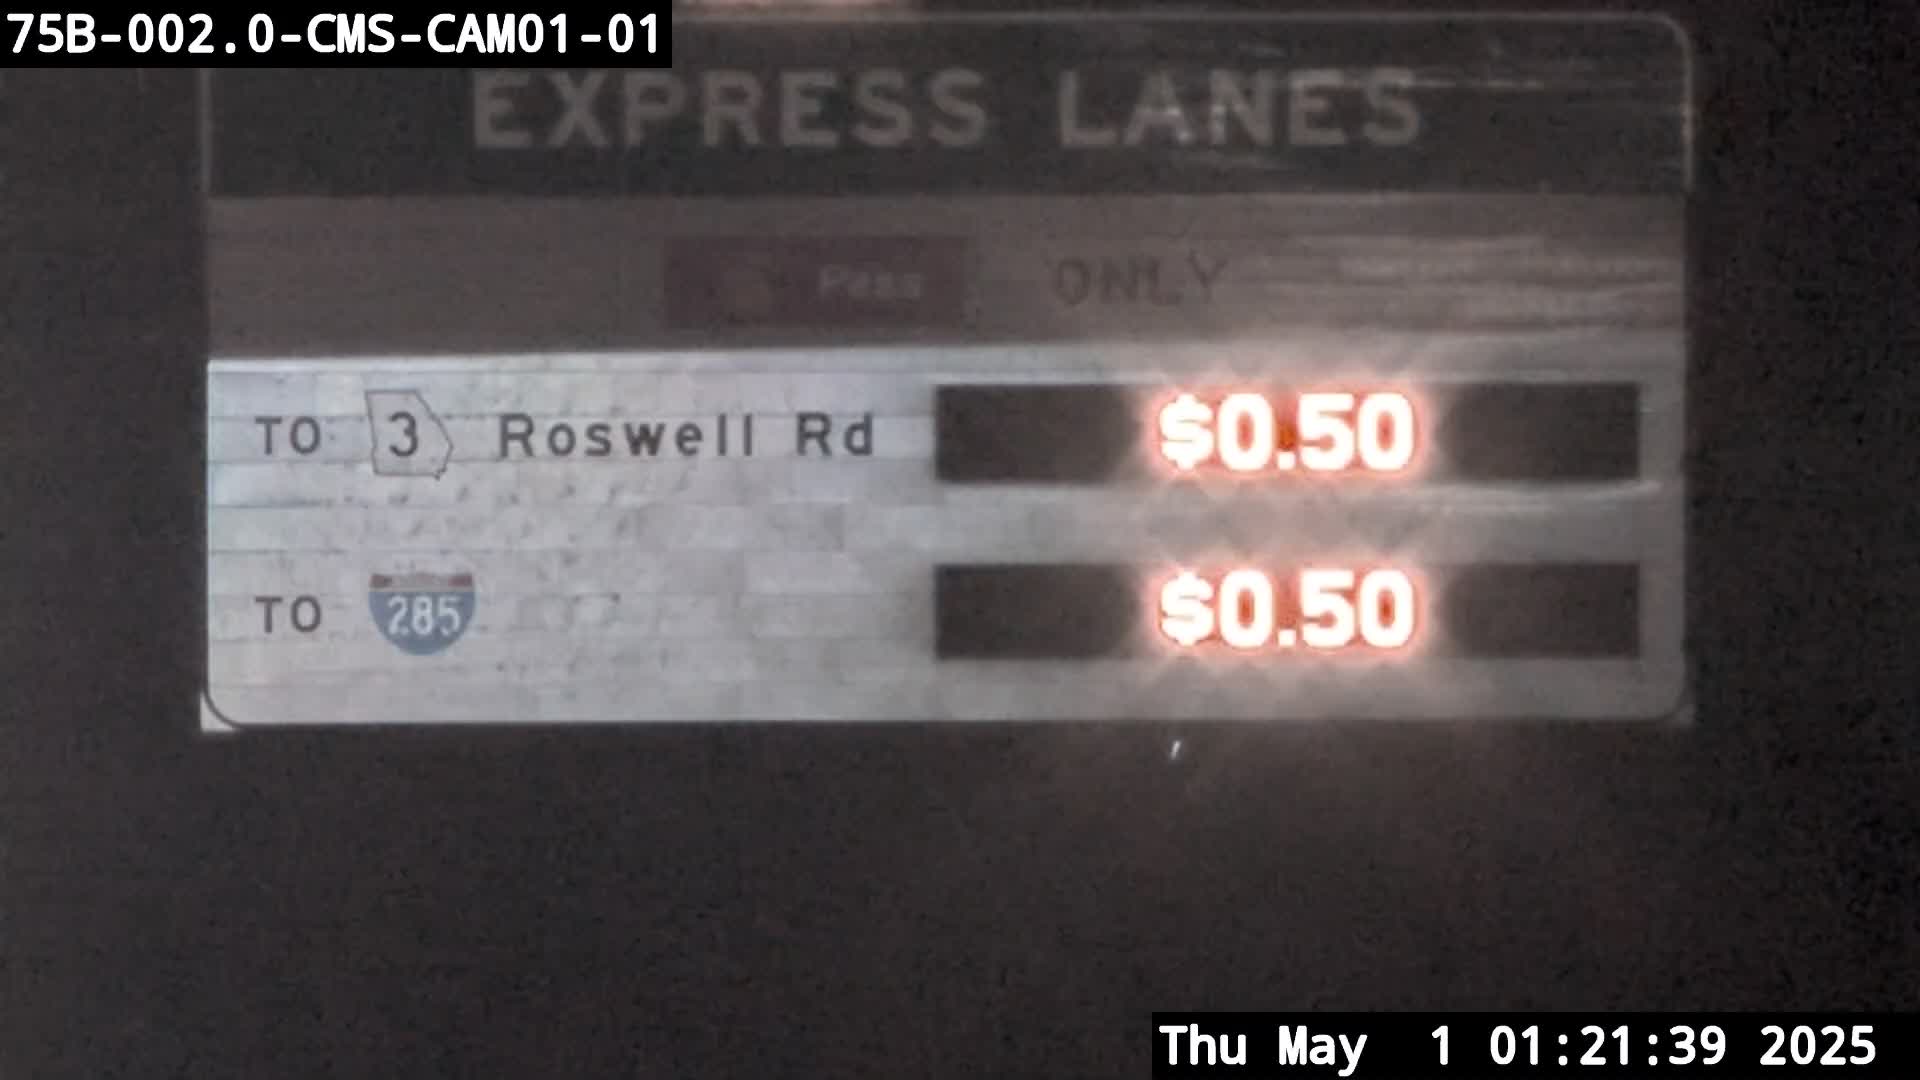 75B-002.0-CMS-CAM01-01
EXPRESS LANES
Pass ONLY
TO 3 Roswell Rd $0.50
TO 285 $0.50
Thu May 1 01:21:39 2025